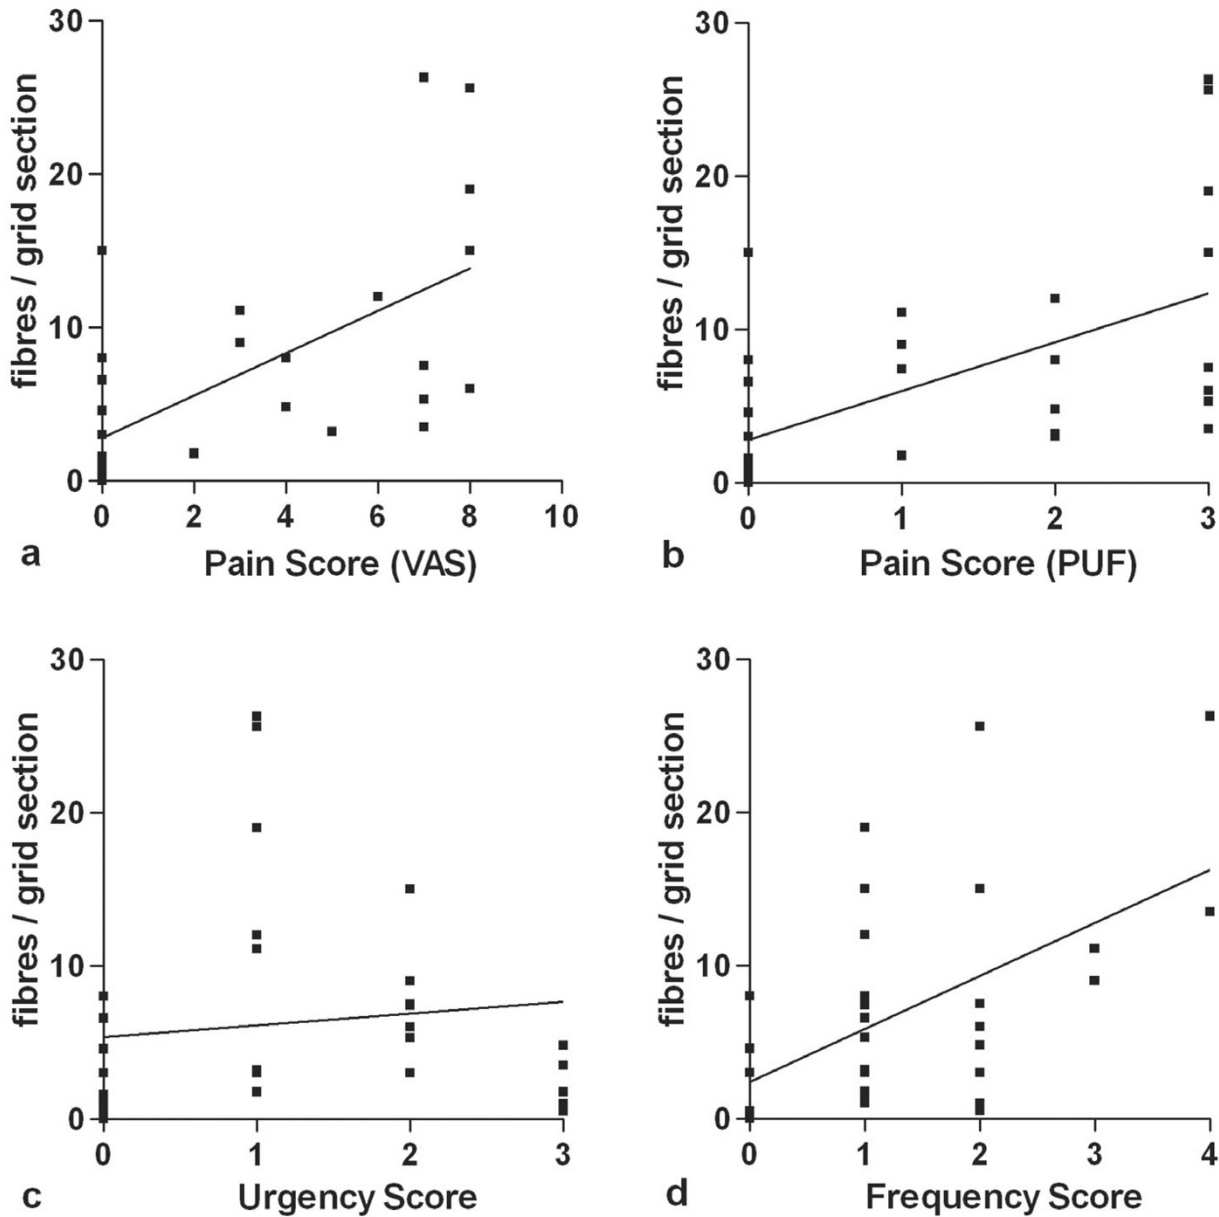 30
20
10
0
fibres / grid section
0 2 4 6 8 10
a Pain Score (VAS)
30
20
10
0
fibres / grid section
0 1 2 3
b Pain Score (PUF)
30
20
10
0
fibres / grid section
0 1 2 3
c Urgency Score
30
20
10
0
fibres / grid section
0 1 2 3 4
d Frequency Score